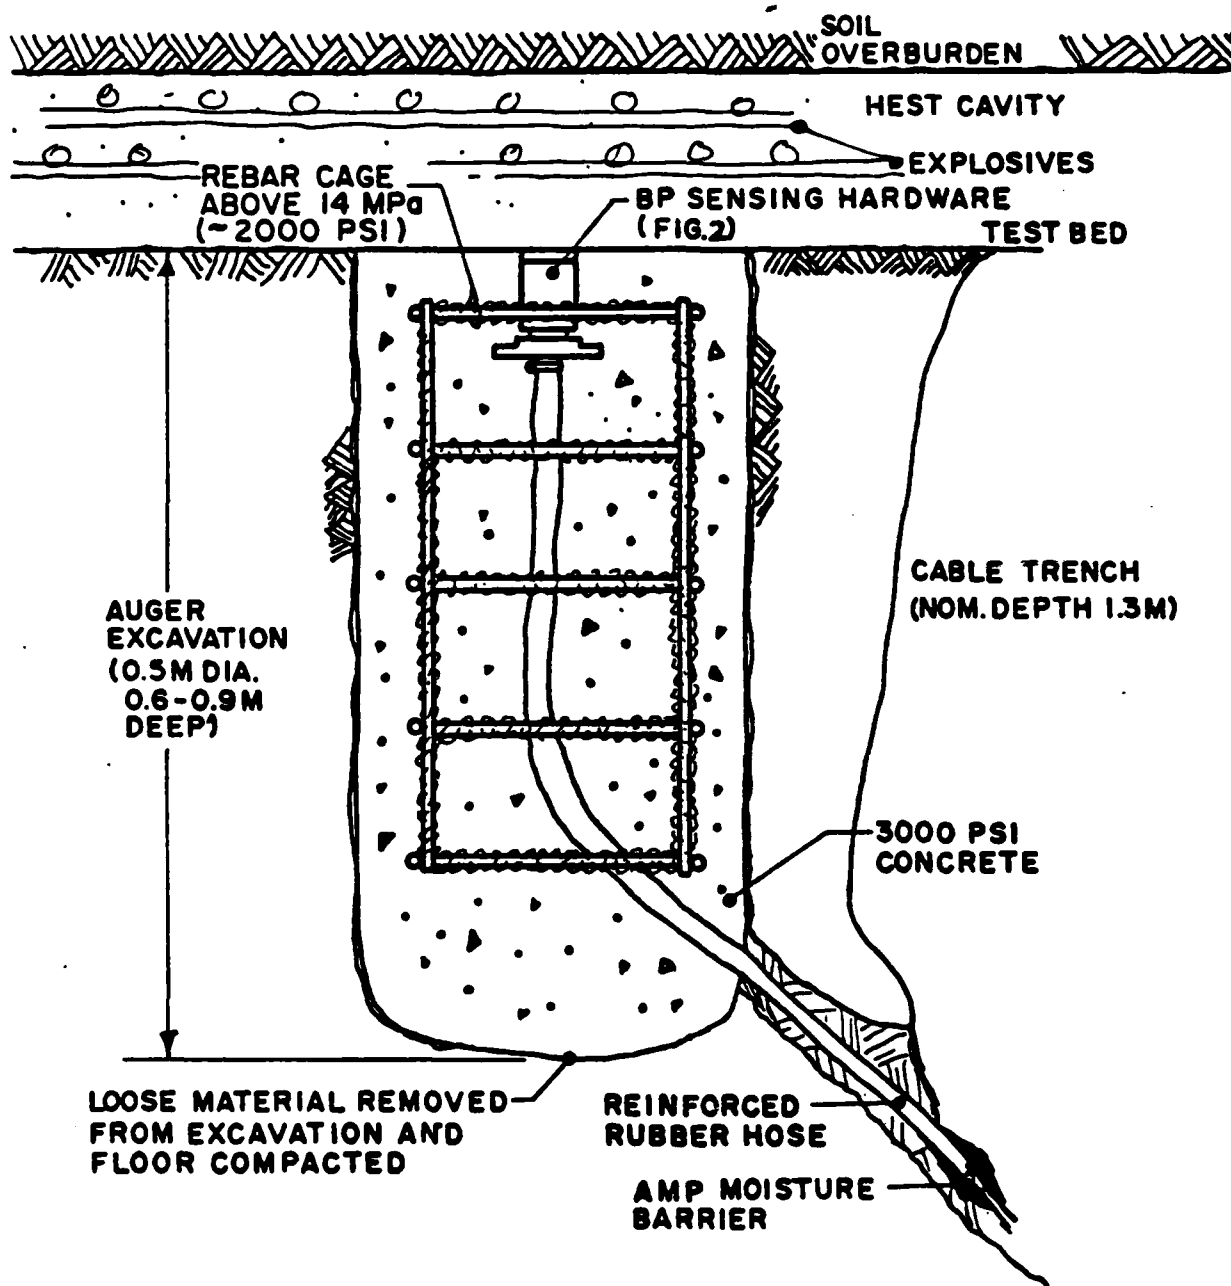 SOIL
OVERBURDEN
HEST CAVITY
EXPLOSIVES
REBAR CAGE
ABOVE 14 MPa
(~2000 PSI)
BP SENSING HARDWARE
(FIG.2)
TEST BED
CABLE TRENCH
(NOM. DEPTH 1.3M)
AUGER
EXCAVATION
(0.5M DIA.
0.6-0.9M
DEEP)
3000 PSI
CONCRETE
LOOSE MATERIAL REMOVED
FROM EXCAVATION AND
FLOOR COMPACTED
REINFORCED
RUBBER HOSE
AMP MOISTURE
BARRIER